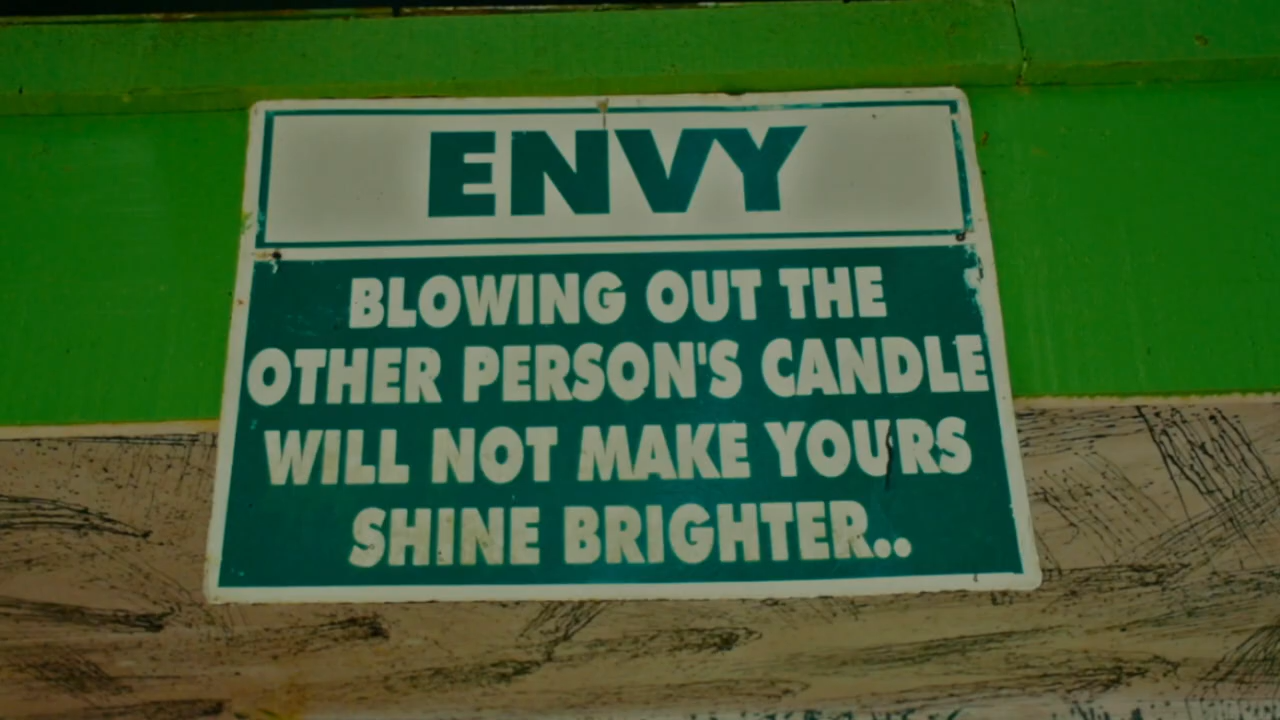 ENVY
BLOWING OUT THE
OTHER PERSON'S CANDLE
WILL NOT MAKE YOURS
SHINE BRIGHTER..